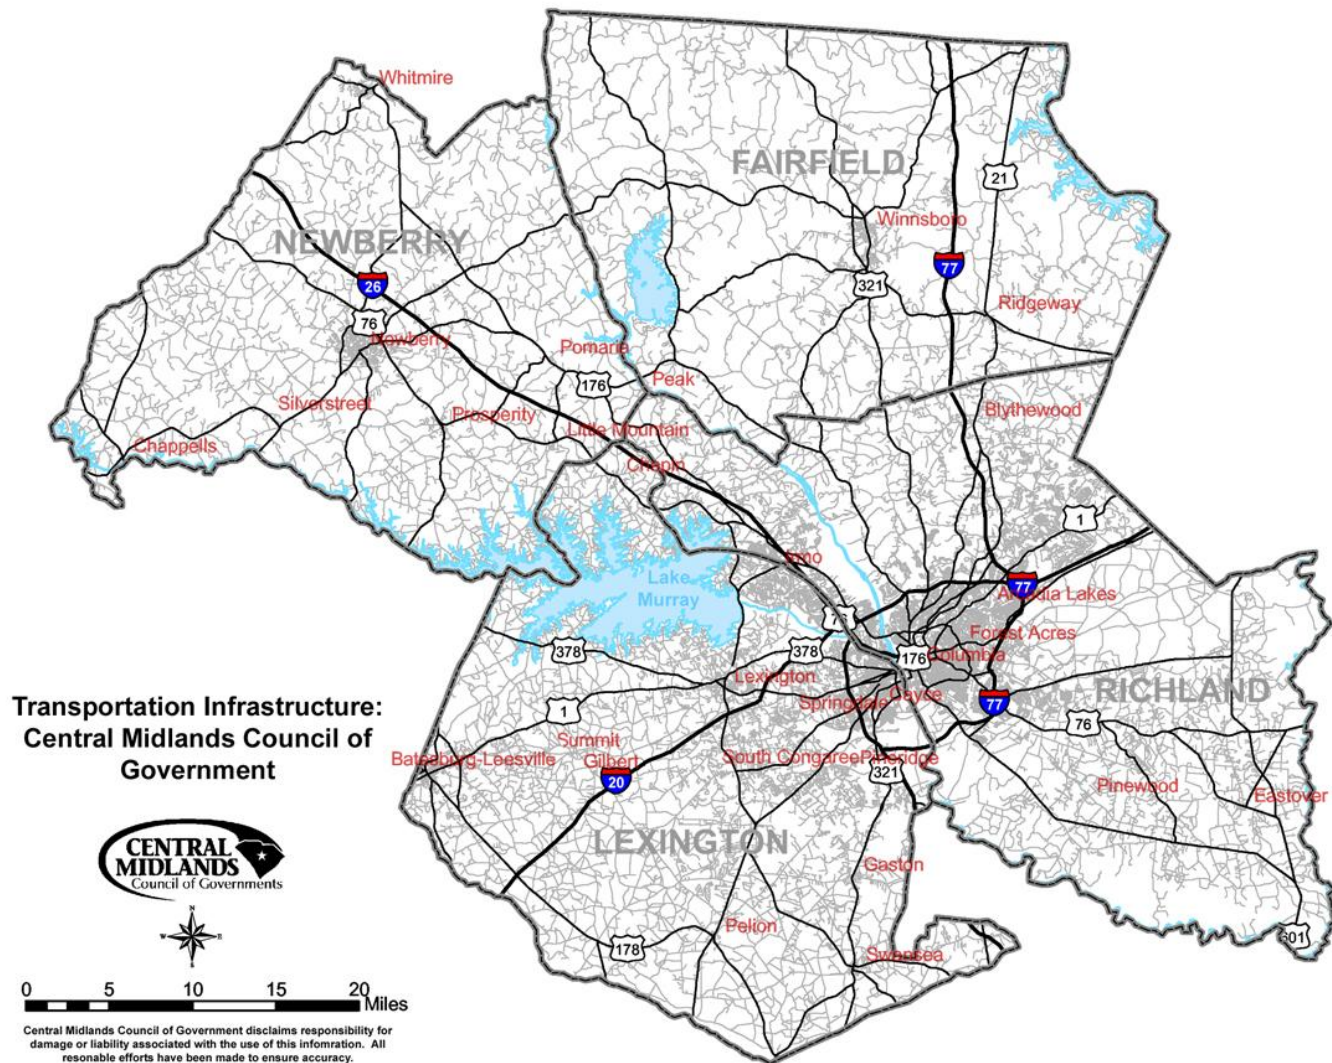 Whitmire
FAIRFIELD
21
Winnsboro
NEWBERRY
77
26
321
Ridgeway
76
Newberry
Pomaria
Peak
176
Silverstreet
Prosperity
Blythewood
Little Mountain
Chappells
Chapin
1
Irmo
Lake
Murray
77
Arcadia Lakes
76
Forest Acres
378
378
176
Columbia
Lexington
RICHLAND
Springdale
Cayce
77
1
76
Transportation Infrastructure:
Central Midlands Council of
Government
Summit
Batesburg-Leesville
Gilbert
South Congaree
Pineridge
20
321
Pinewood
Eastover
LEXINGTON
CENTRAL
MIDLANDS
Council of Governments
Gaston
N
W
E
S
Pelion
178
Swansea
601
0 5 10 15 20
Miles
Central Midlands Council of Government disclaims responsibility for
damage or liability associated with the use of this infomration. All
resonable efforts have been made to ensure accuracy.